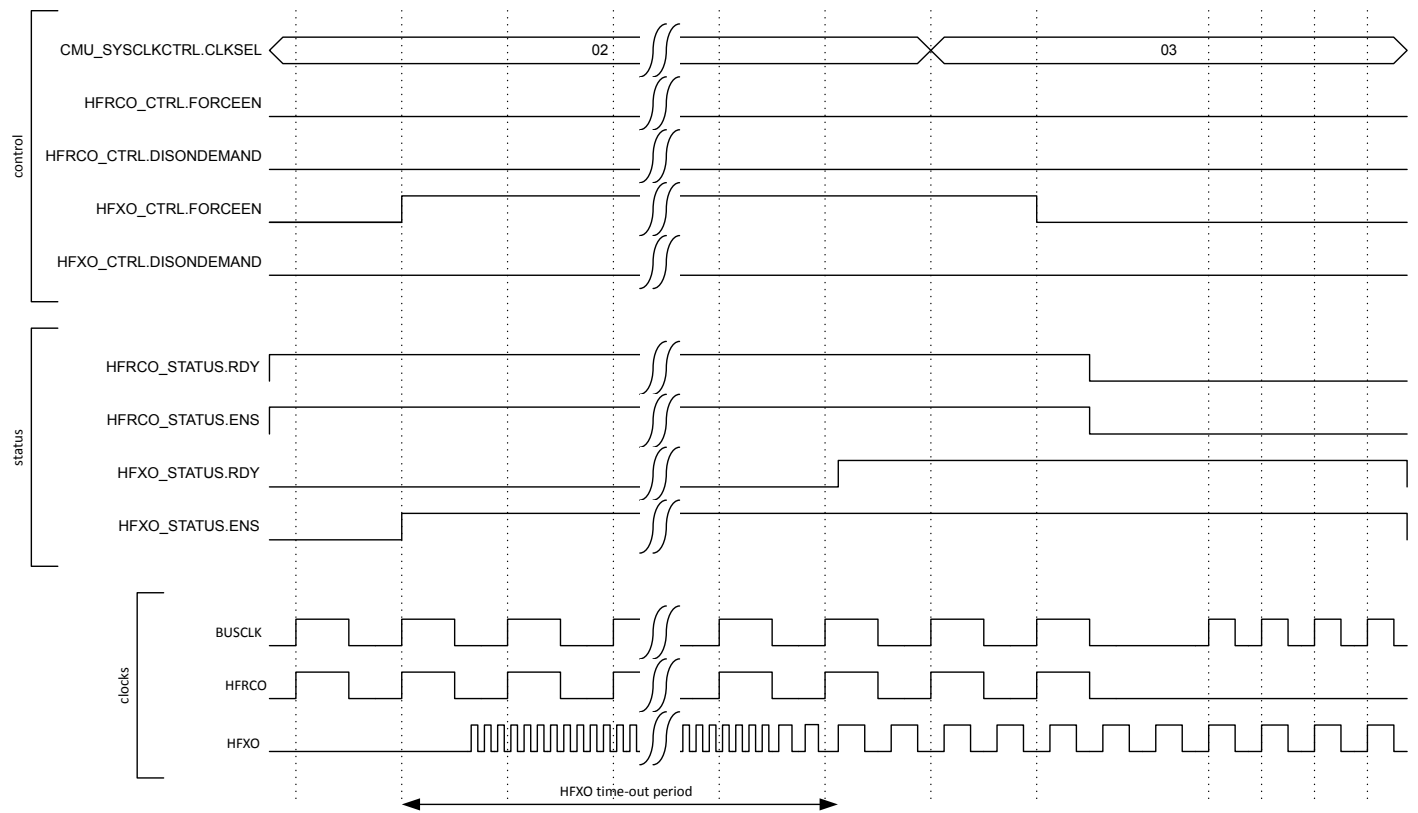 control
CMU_SYSCLKCTRL.CLKSEL 02 03
HFRCO_CTRL.FORCEEN
HFRCO_CTRL.DISONDEMAND
HFXO_CTRL.FORCEEN
HFXO_CTRL.DISONDEMAND
status
HFRCO_STATUS.RDY
HFRCO_STATUS.ENS
HFXO_STATUS.RDY
HFXO_STATUS.ENS
clocks
BUSCLK
HFRCO
HFXO
HFXO time-out period